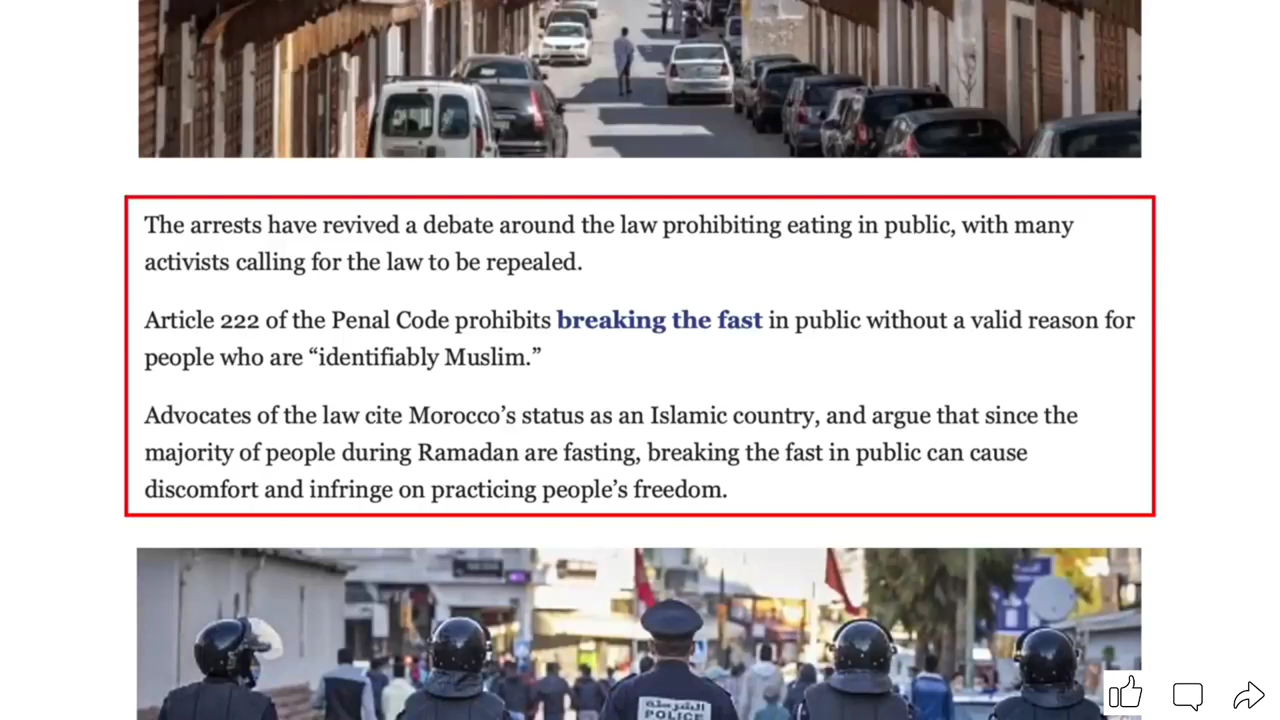 The arrests have revived a debate around the law prohibiting eating in public, with many
activists calling for the law to be repealed.
Article 222 of the Penal Code prohibits breaking the fast in public without a valid reason for
people who are “identifiably Muslim.”
Advocates of the law cite Morocco’s status as an Islamic country, and argue that since the
majority of people during Ramadan are fasting, breaking the fast in public can cause
discomfort and infringe on practicing people’s freedom.
الشرطة
POLICE